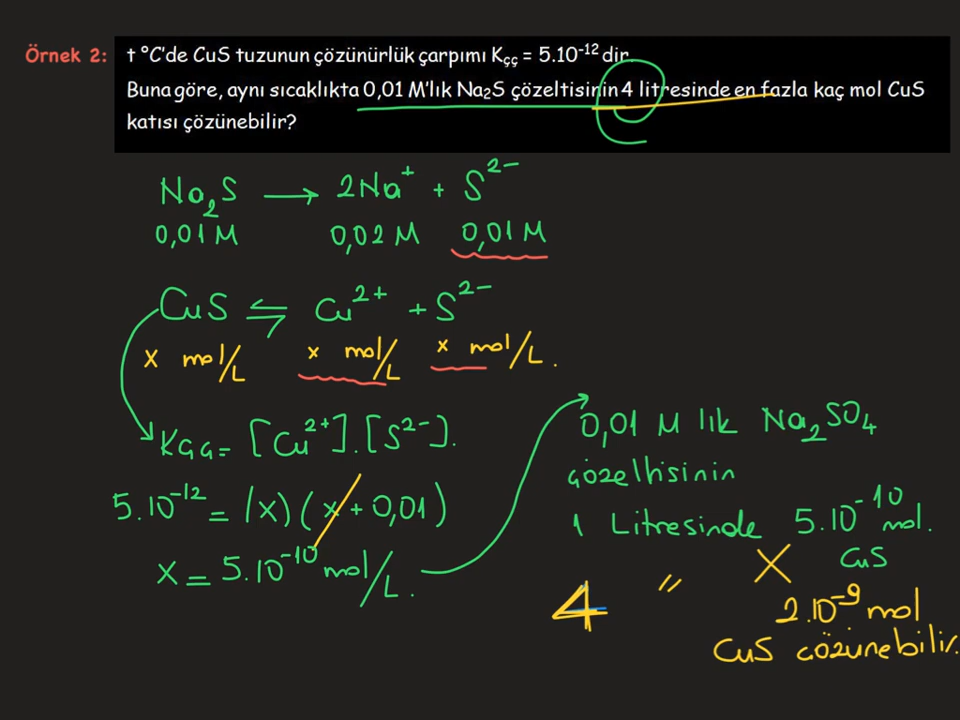 Örnek 2: t °C'de CuS tuzunun çözünürlük çarpımı Kçç = 5.10⁻¹² dir.
Buna göre, aynı sıcaklıkta 0,01 M'lık Na₂S çözeltisinin 4 litresinde en fazla kaç mol CuS
katısı çözünebilir?
Na₂S → 2Na⁺ + S²⁻
0,01 M 0,02 M 0,01 M
CuS ⇌ Cu²⁺ + S²⁻
x mol/L x mol/L x mol/L.
Kçç = [Cu²⁺].[S²⁻].
5.10⁻¹² = (x) (x + 0,01)
x = 5.10⁻¹⁰ mol/L.
0,01 M lık Na₂SO₄
çözeltisinin
1 Litresinde 5.10⁻¹⁰ mol.
CuS
4 " X
2.10⁻⁹ mol
CuS çözünebilir.